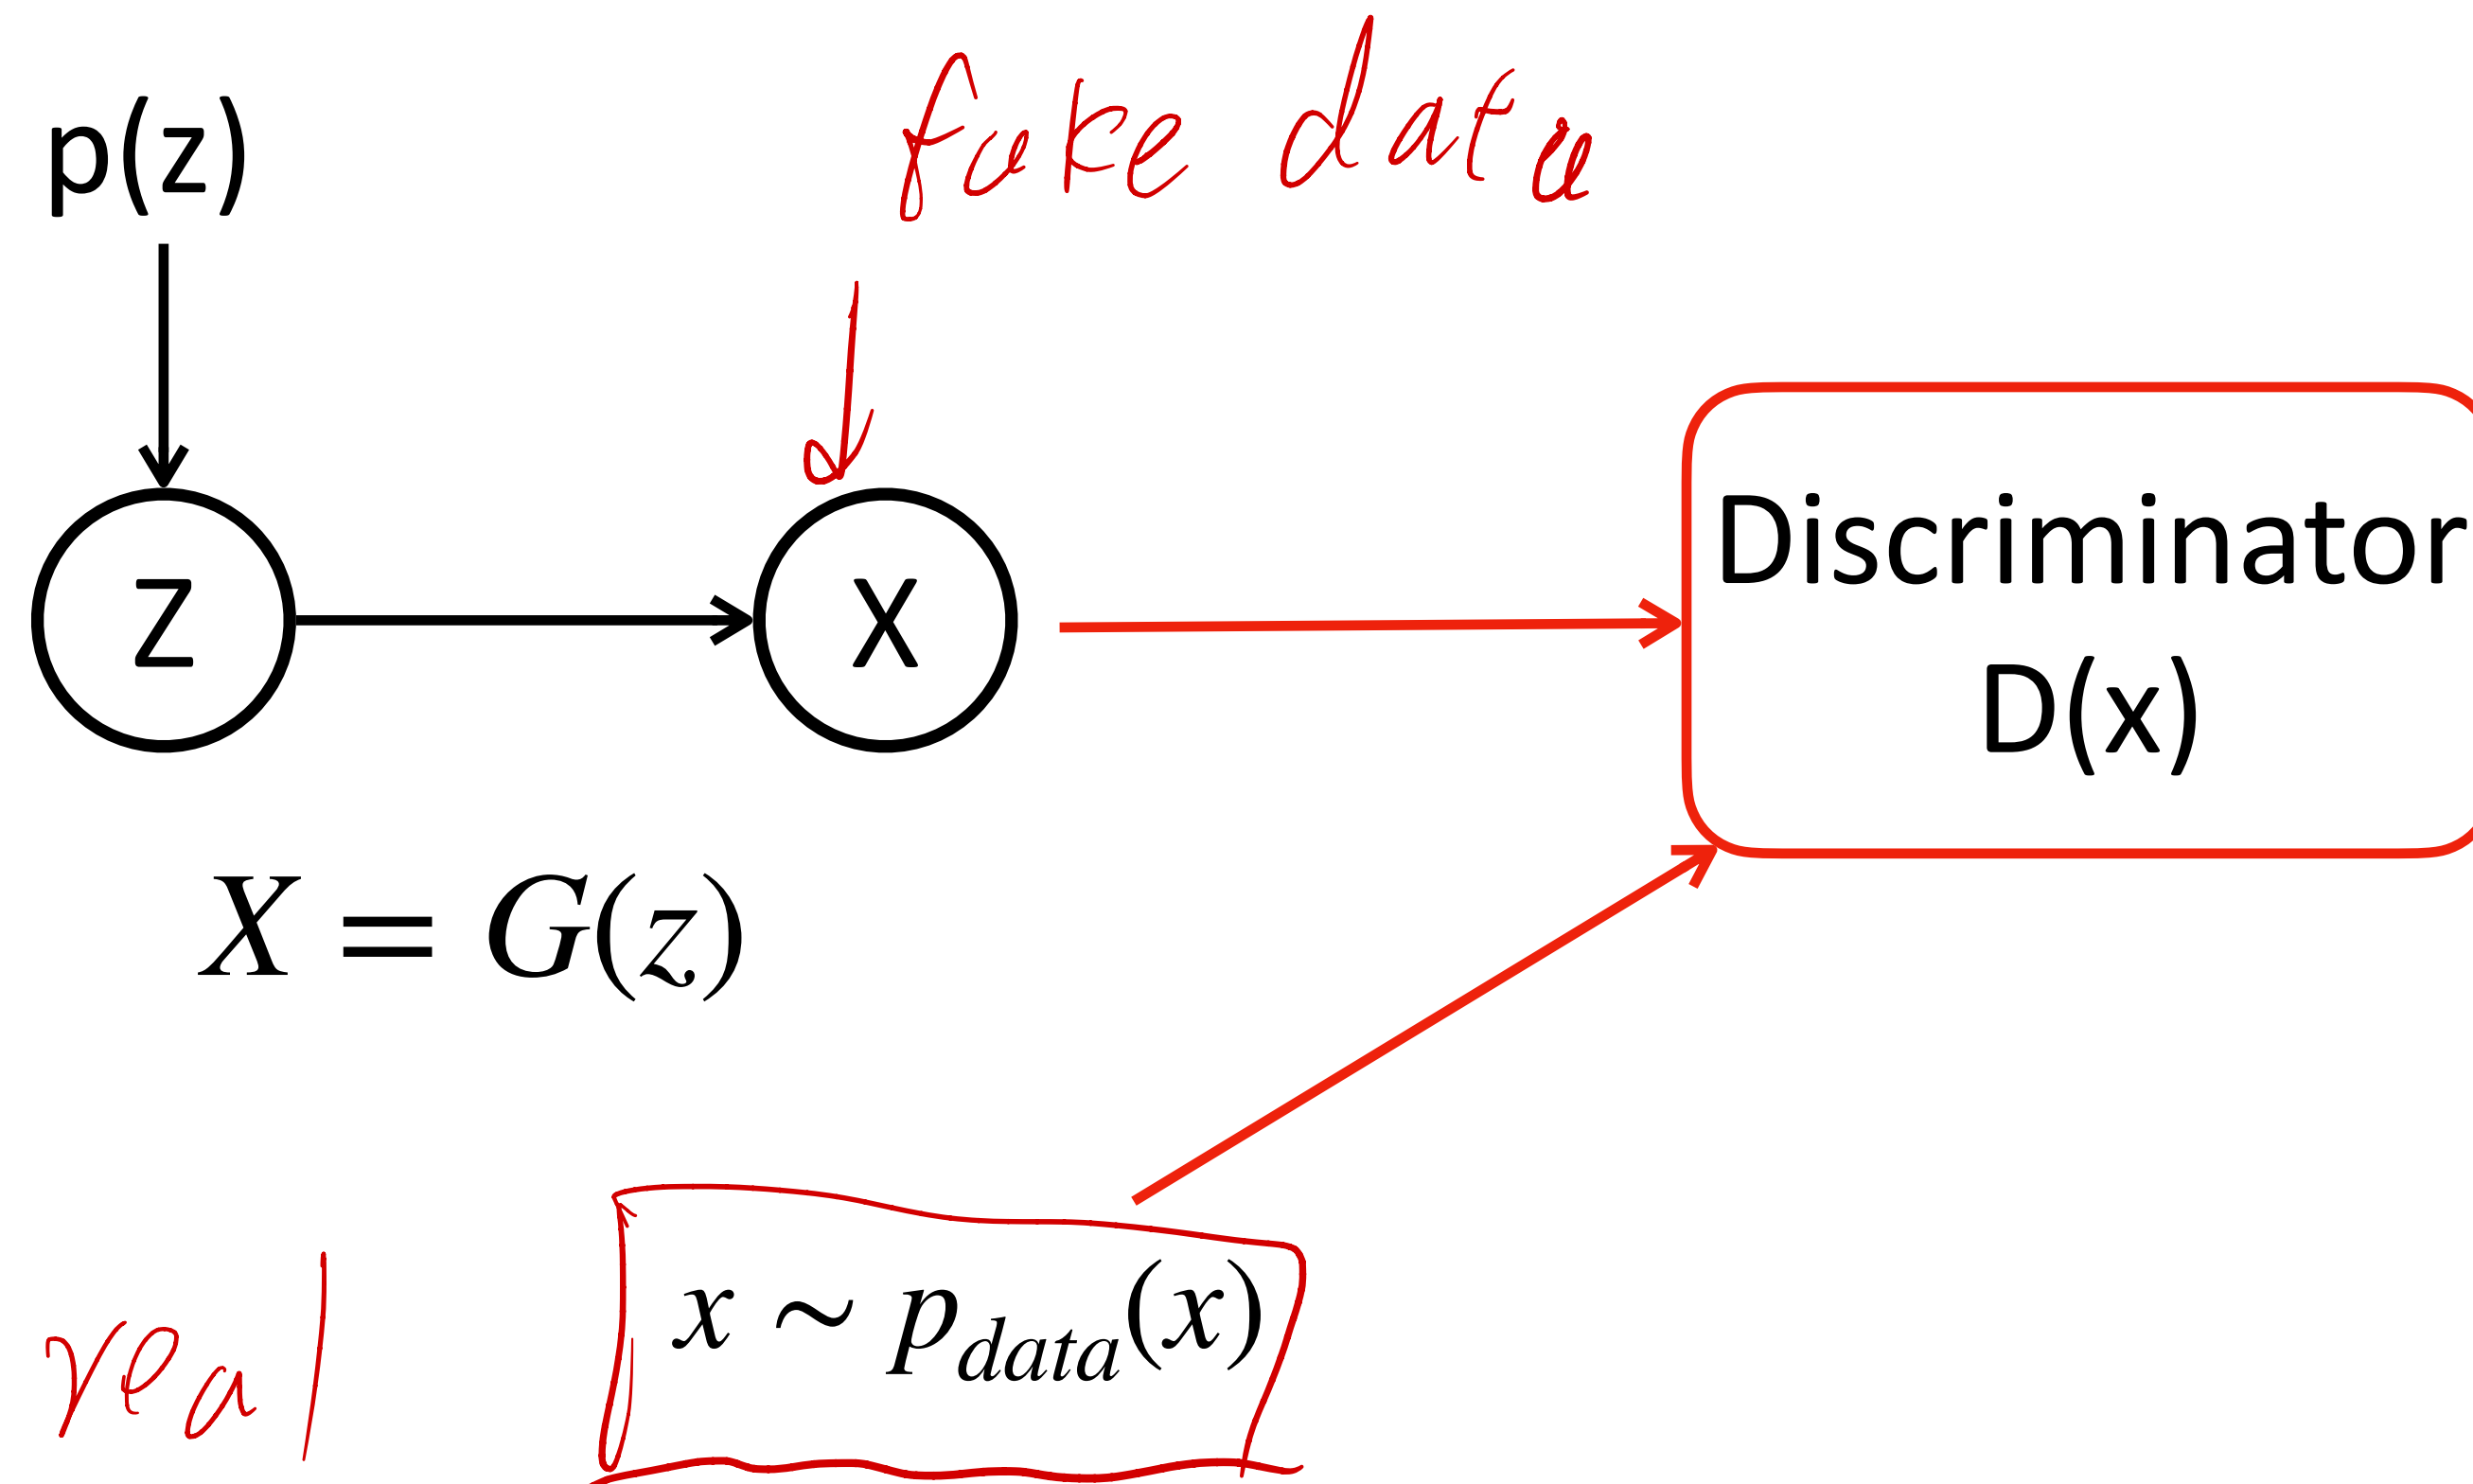 fake data
p(z)
z
x
Discriminator
D(x)
X = G(z)
real
x ~ p_data(x)